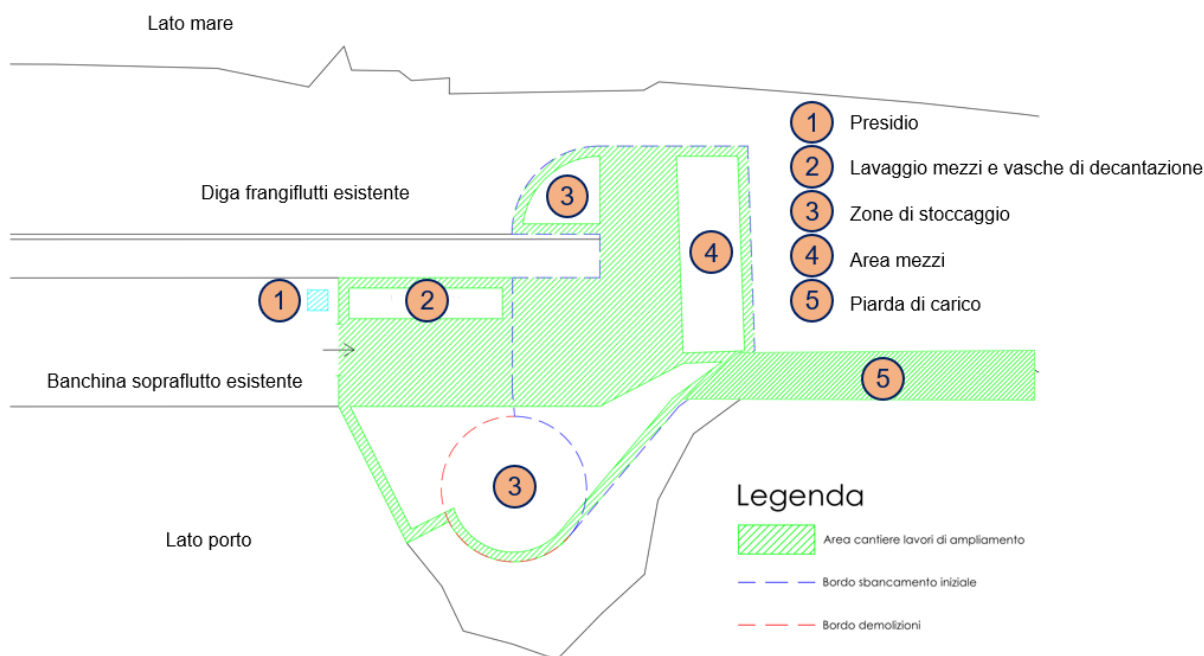 Lato mare
1 Presidio
2 Lavaggio mezzi e vasche di decantazione
Diga frangiflutti esistente
3
3 Zone di stoccaggio
4
4 Area mezzi
1
2
5 Piarda di carico
Banchina sopraflutto esistente
5
3
Legenda
Lato porto
Area cantiere lavori di ampliamento
Bordo sbancamento iniziale
Bordo demolizioni